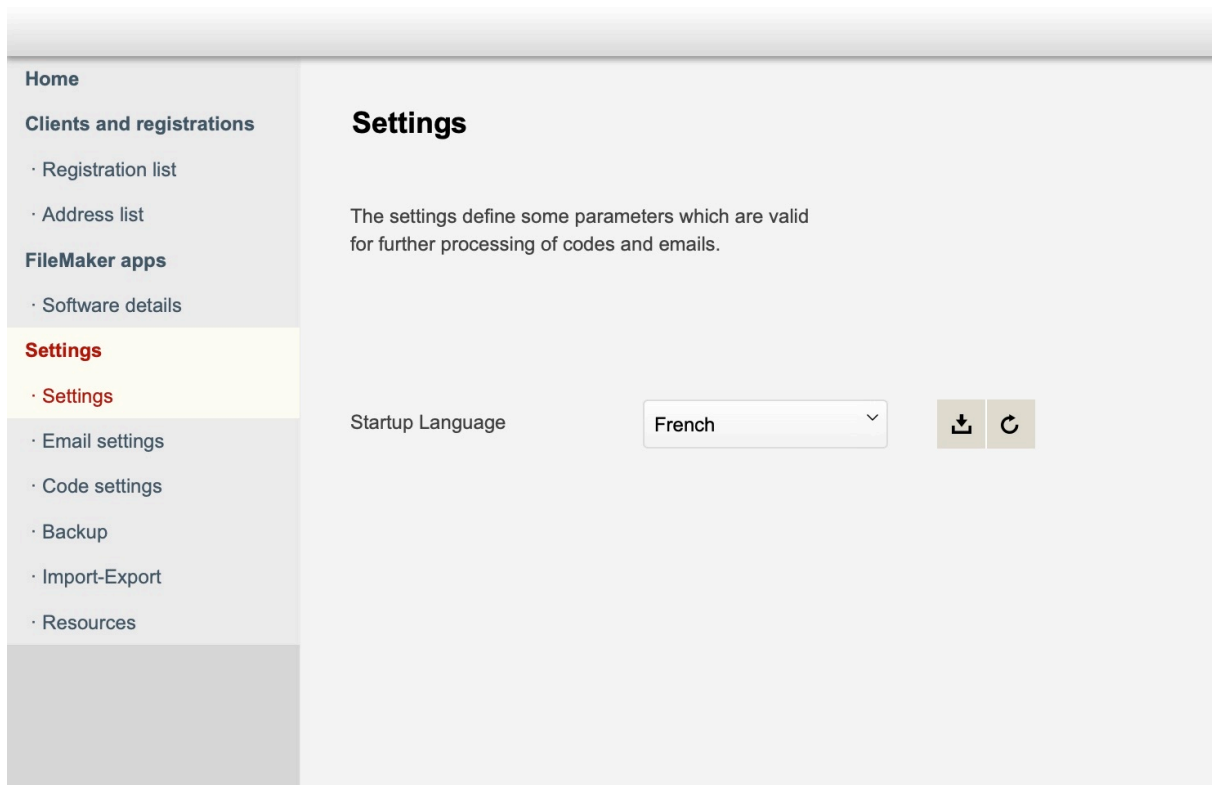 Home
Clients and registrations
· Registration list
· Address list
FileMaker apps
· Software details
Settings
· Settings
· Email settings
· Code settings
· Backup
· Import-Export
· Resources
Settings
The settings define some parameters which are valid
for further processing of codes and emails.
Startup Language
French